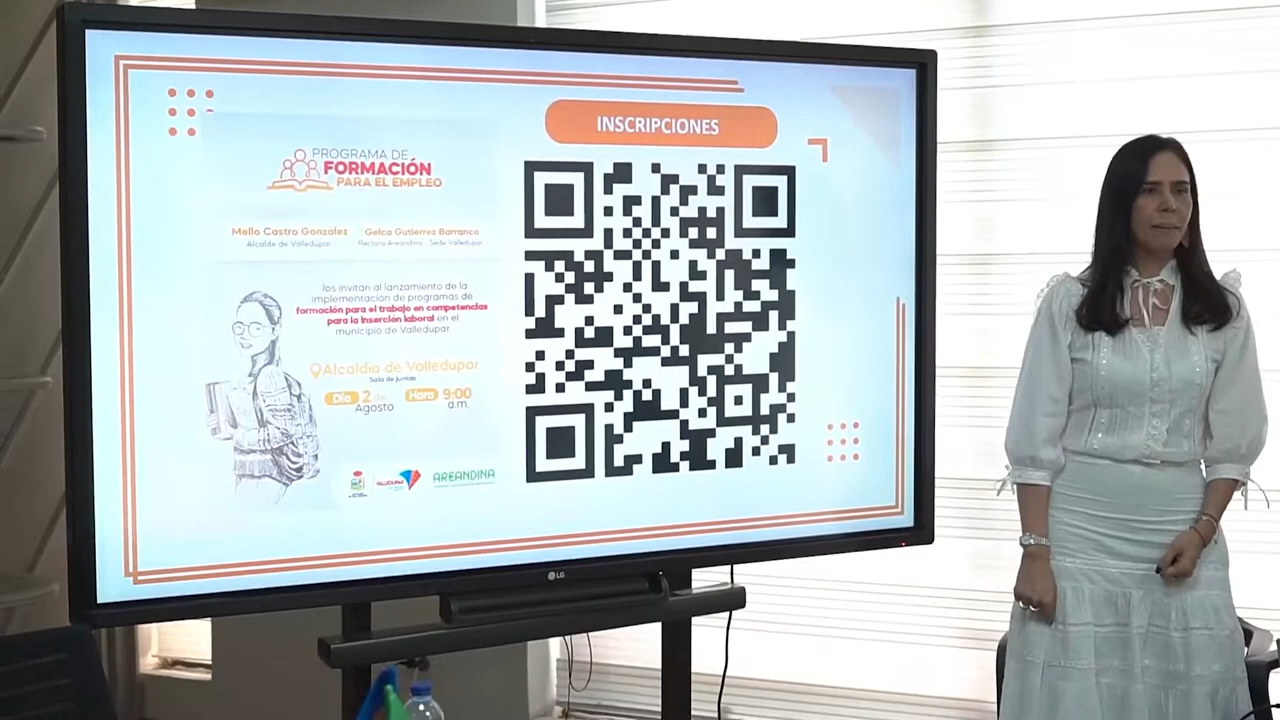 INSCRIPCIONES
PROGRAMA DE
FORMACIÓN
PARA EL EMPLEO
Mello Castro Gonzalez
Alcalde de Valledupar
Gelca Gutiérrez Barranco
Rectora Areandina - Sede Valledupar
los invitan al lanzamiento de la
implementación de programas de
formación para el trabajo en competencias
para la inserción laboral en el
municipio de Valledupar
Alcaldía de Valledupar
Sala de juntas
Día 2 de Agosto
Hora 9:00 a.m.
AREANDINA
LG